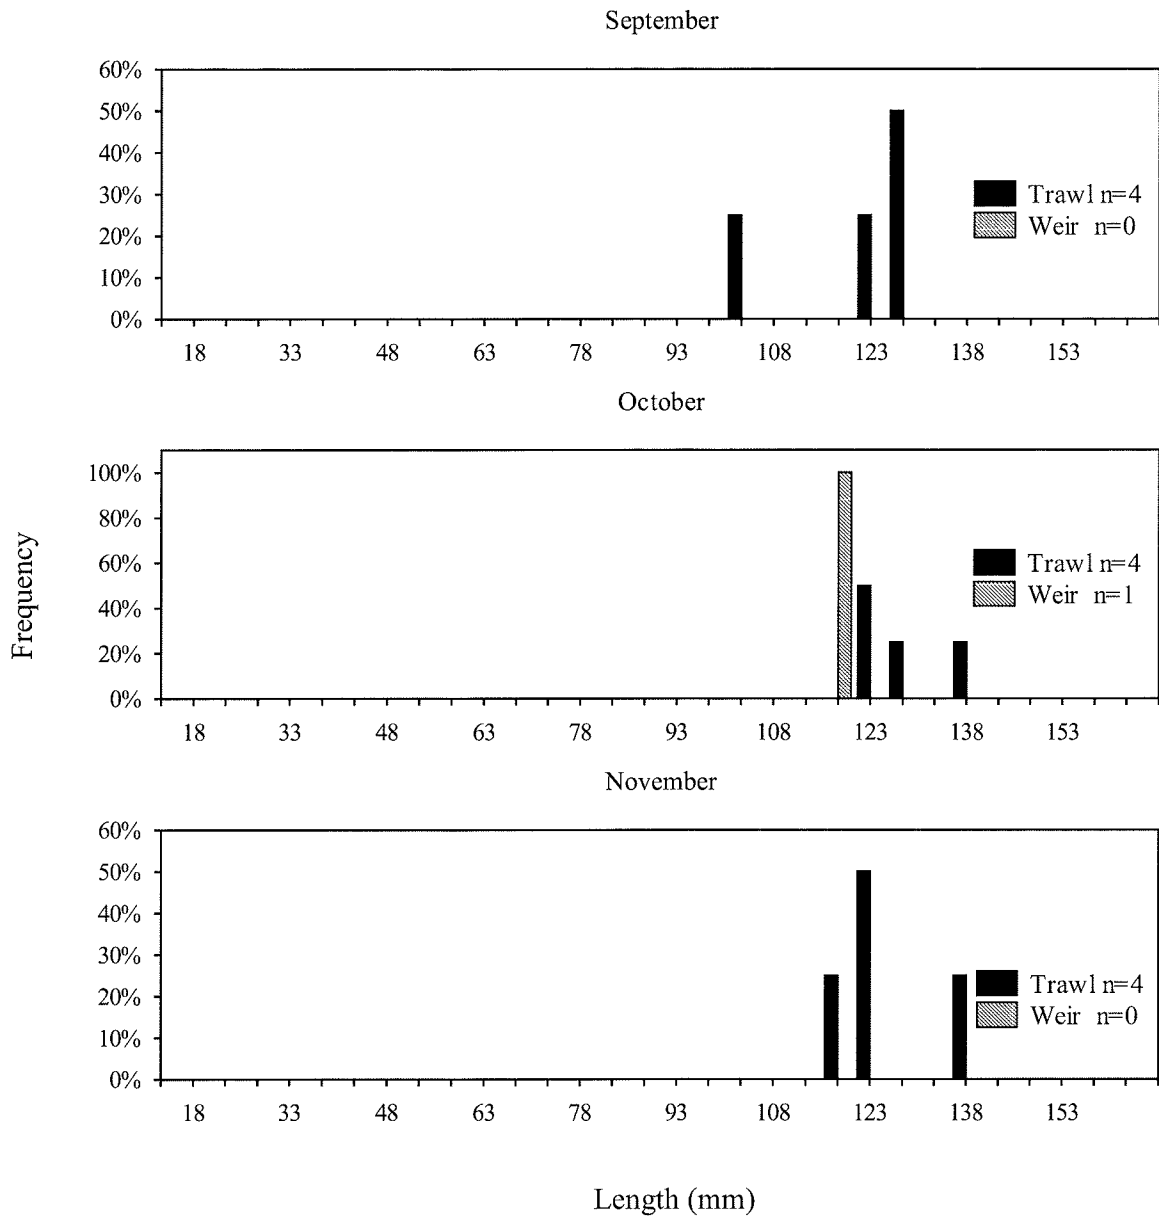 September
60%
50%
40%
30%
20%
10%
0%
Trawl n=4
Weir n=0
18 33 48 63 78 93 108 123 138 153
October
100%
80%
60%
40%
20%
0%
Trawl n=4
Weir n=1
18 33 48 63 78 93 108 123 138 153
Frequency
November
60%
50%
40%
30%
20%
10%
0%
Trawl n=4
Weir n=0
18 33 48 63 78 93 108 123 138 153
Length (mm)